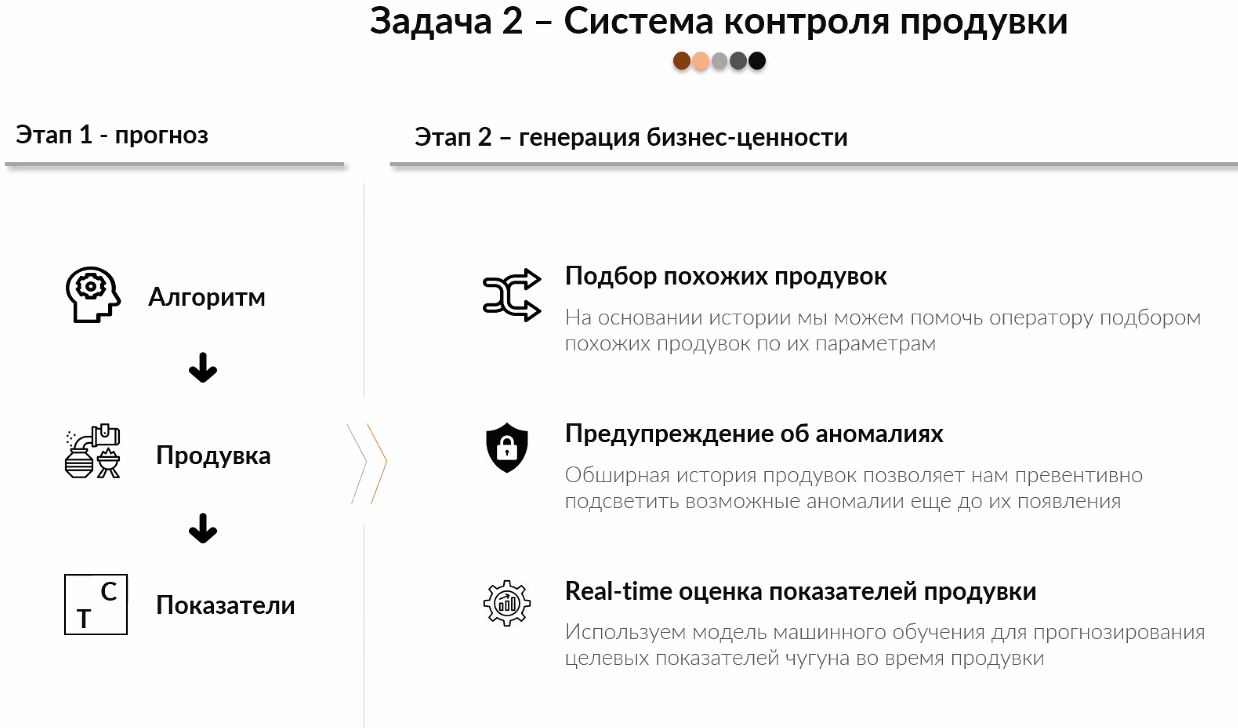 Задача 2 – Система контроля продувки
Этап 1 - прогноз
Алгоритм
Продувка
С
Т
Показатели
Этап 2 – генерация бизнес-ценности
Подбор похожих продувок
На основании истории мы можем помочь оператору подбором
похожих продувок по их параметрам
Предупреждение об аномалиях
Обширная история продувок позволяет нам превентивно
подсветить возможные аномалии еще до их появления
Real-time оценка показателей продувки
Используем модель машинного обучения для прогнозирования
целевых показателей чугуна во время продувки